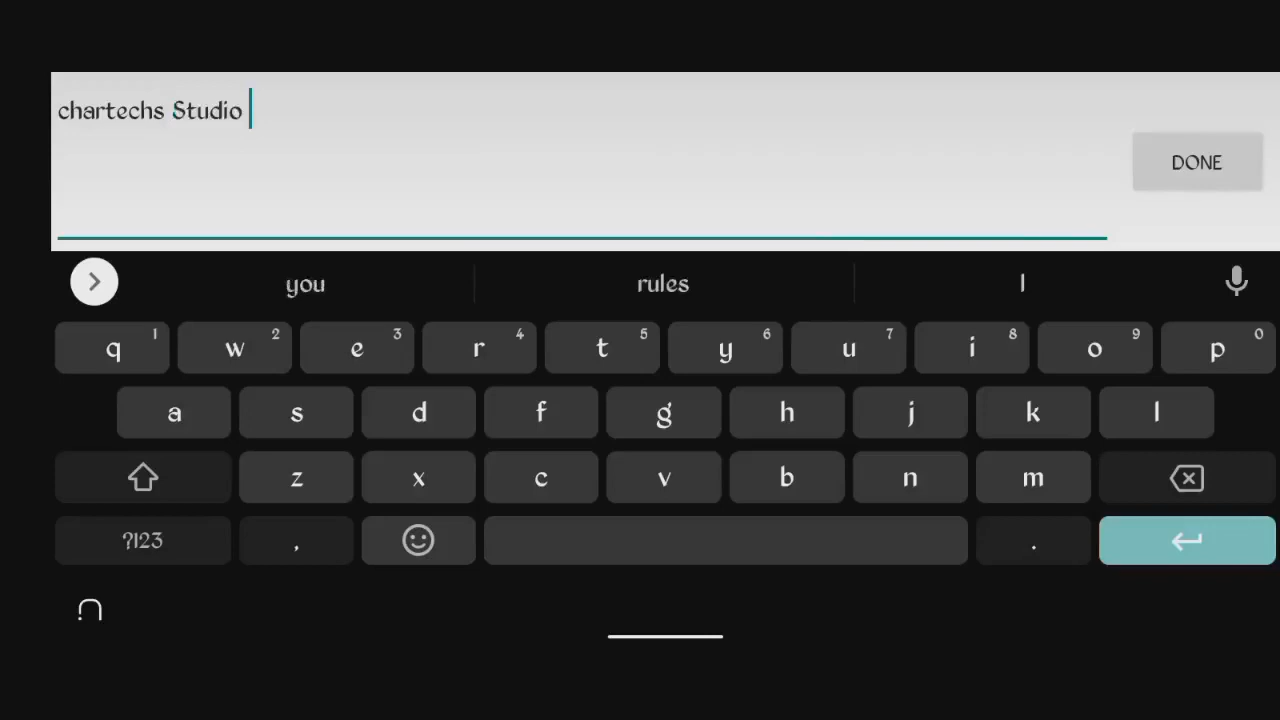 chartechs Studio
DONE
you rules I
q 1 w 2 e 3 r 4 t 5 y 6 u 7 i 8 o 9 p 0
a s d f g h j k l
z x c v b n m
?123 , .